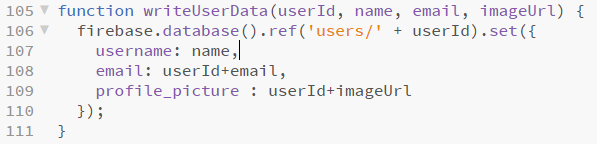 105 function writeUserData(userId, name, email, imageUrl) {
106 firebase.database().ref('users/' + userId).set({
107 username: name,
108 email: userId+email,
109 profile_picture : userId+imageUrl
110 });
111 }